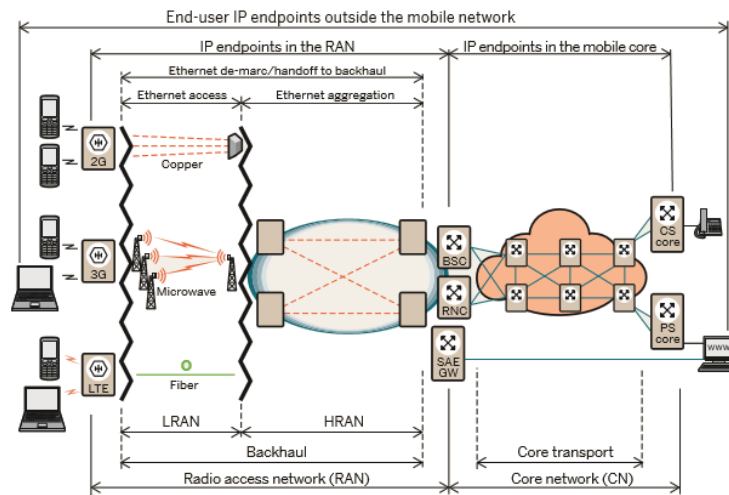 End-user IP endpoints outside the mobile network
IP endpoints in the RAN
IP endpoints in the mobile core
Ethernet de-marc/handoff to backhaul
Ethernet access
Ethernet aggregation
2G
Copper
CS
core
BSC
3G
Microwave
RNC
PS
core
SAE
GW
WWW
LTE
Fiber
LRAN
HRAN
Backhaul
Core transport
Radio access network (RAN)
Core network (CN)